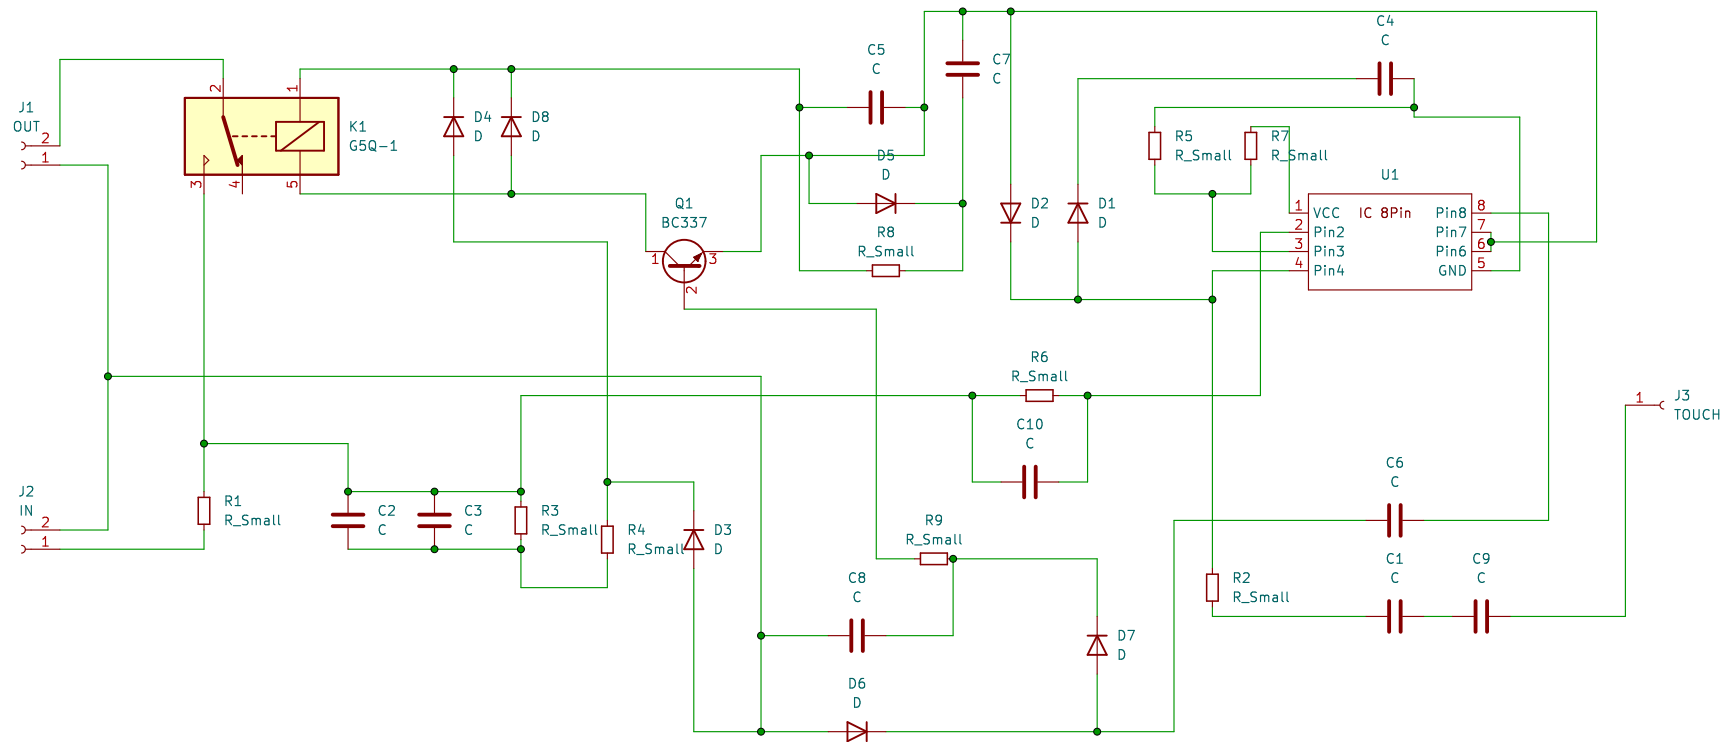 J1
OUT
2
1
2
1
3
4
5
K1
G5Q-1
D4
D
D8
D
C5
C
D5
D
R8
R_Small
C7
C
Q1
BC337
1
3
2
D2
D
D1
D
C4
C
R5
R_Small
R7
R_Small
U1
IC 8Pin
1
VCC
2
Pin2
3
Pin3
4
Pin4
Pin8
8
Pin7
7
Pin6
6
GND
5
R6
R_Small
C10
C
J3
TOUCH
1
J2
IN
2
1
R1
R_Small
C2
C
C3
C
R3
R_Small
R4
R_Small
D3
D
R9
R_Small
C8
C
D6
D
D7
D
C6
C
C1
C
C9
C
R2
R_Small